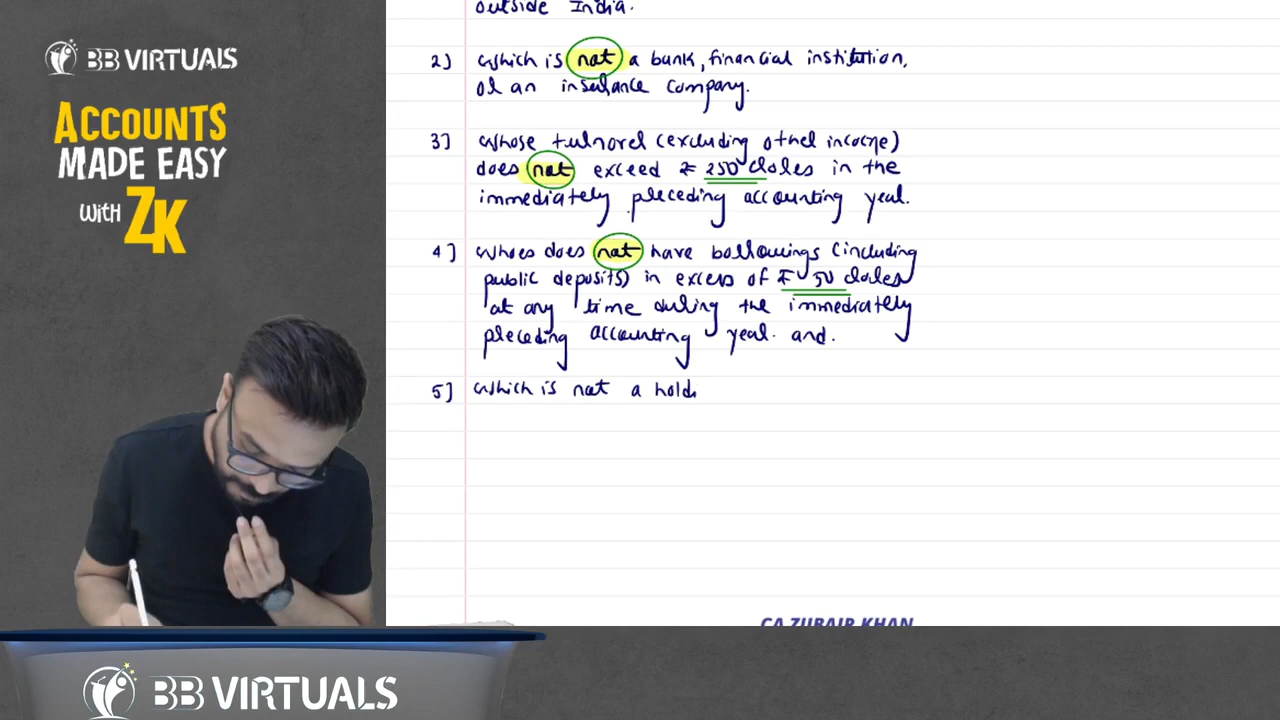 BB VIRTUALS
ACCOUNTS
MADE EASY
with ZK
outside India.
2] which is not a bank, financial institution,
or an insurance company.
3] whose turnover (excluding other income)
does not exceed ₹ 250 crores in the
immediately preceding accounting year.
4] whoes does not have borrowings (including
public deposits) in excess of ₹ 50 crores
at any time during the immediately
preceding accounting year. and.
5] which is not a hold
CA ZUBAIR KHAN
BB VIRTUALS